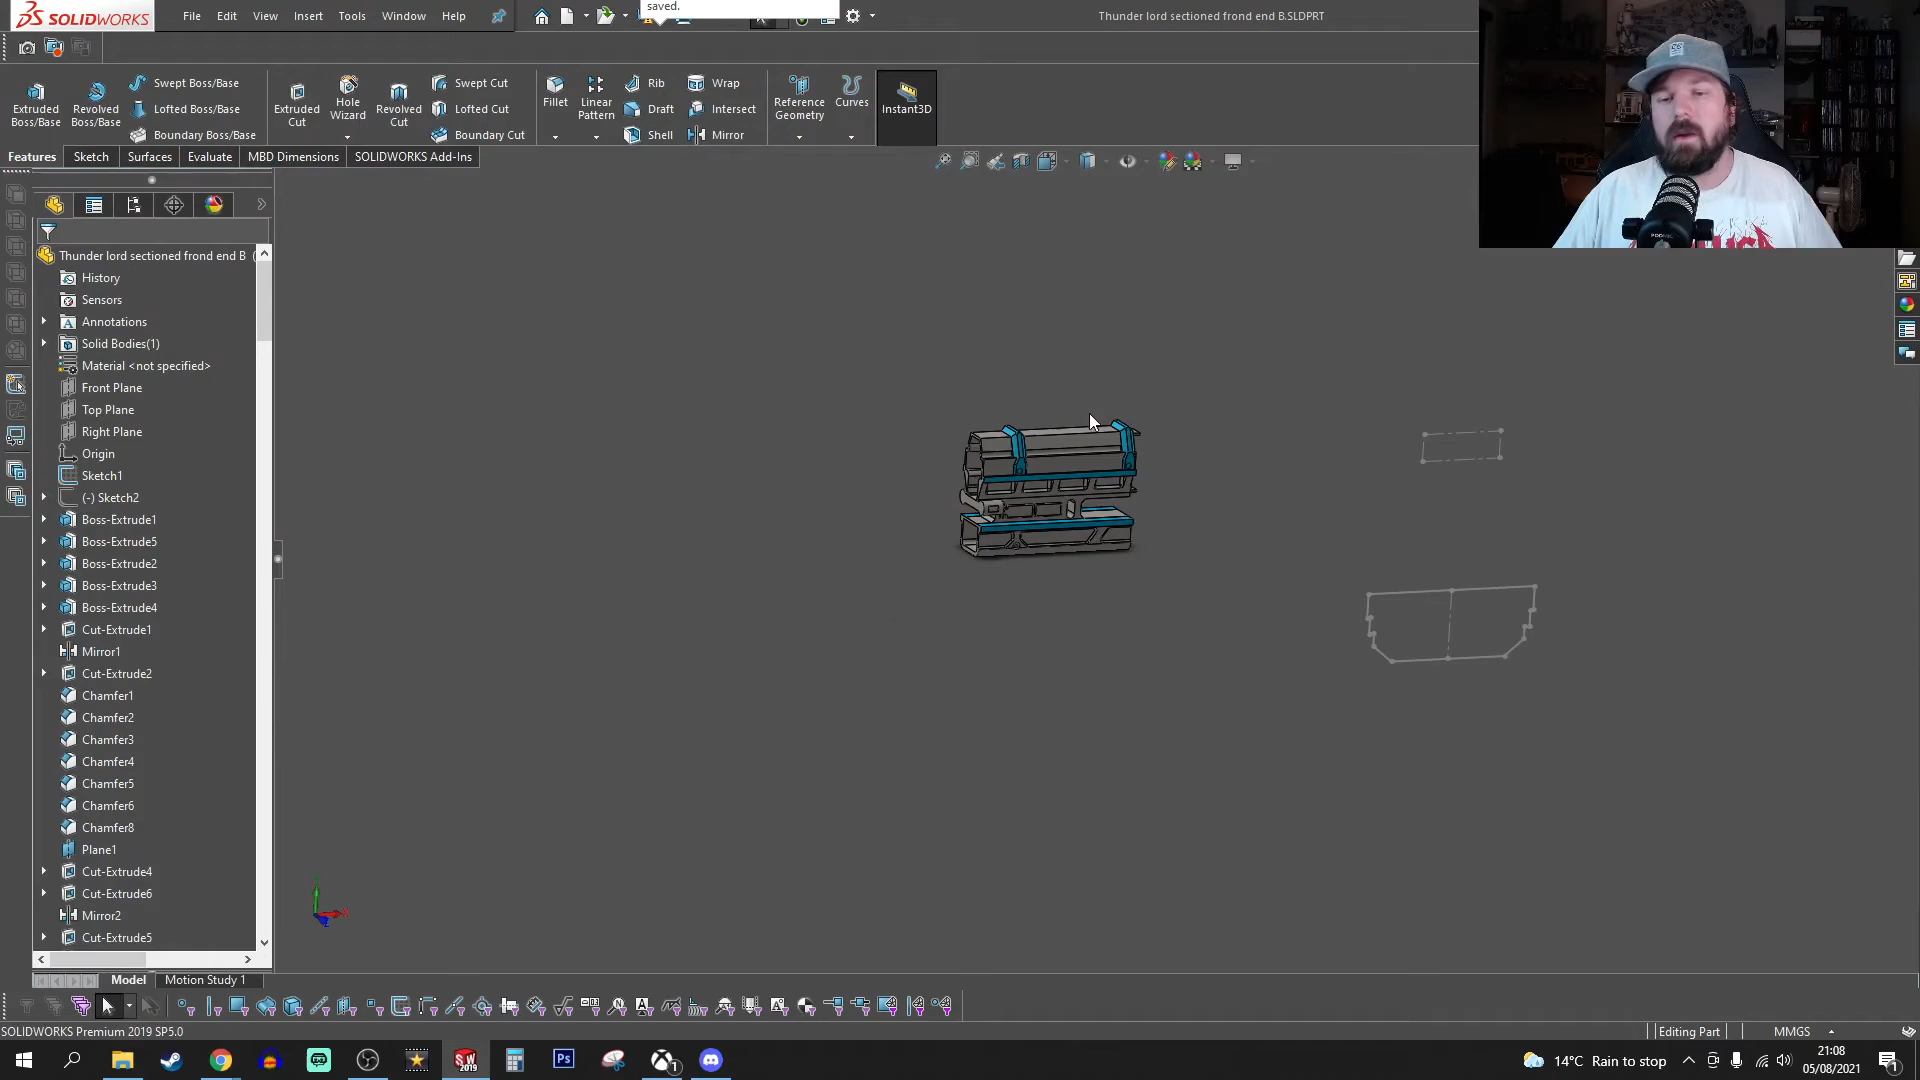 saved.
SOLIDWORKS
File Edit View Insert Tools Window Help
Thunder lord sectioned frond end B.SLDPRT
Extruded Boss/Base
Revolved Boss/Base
Swept Boss/Base
Lofted Boss/Base
Boundary Boss/Base
Extruded Cut
Hole Wizard
Revolved Cut
Swept Cut
Lofted Cut
Boundary Cut
Fillet
Linear Pattern
Rib
Draft
Shell
Wrap
Intersect
Mirror
Reference Geometry
Curves
Instant3D
Features Sketch Surfaces Evaluate MBD Dimensions SOLIDWORKS Add-Ins
Thunder lord sectioned frond end B (
History
Sensors
Annotations
Solid Bodies(1)
Material <not specified>
Front Plane
Top Plane
Right Plane
Origin
Sketch1
(-) Sketch2
Boss-Extrude1
Boss-Extrude5
Boss-Extrude2
Boss-Extrude3
Boss-Extrude4
Cut-Extrude1
Mirror1
Cut-Extrude2
Chamfer1
Chamfer2
Chamfer3
Chamfer4
Chamfer5
Chamfer6
Chamfer8
Plane1
Cut-Extrude4
Cut-Extrude6
Mirror2
Cut-Extrude5
Model Motion Study 1
SOLIDWORKS Premium 2019 SP5.0
Editing Part MMGS
14°C Rain to stop
21:08
05/08/2021